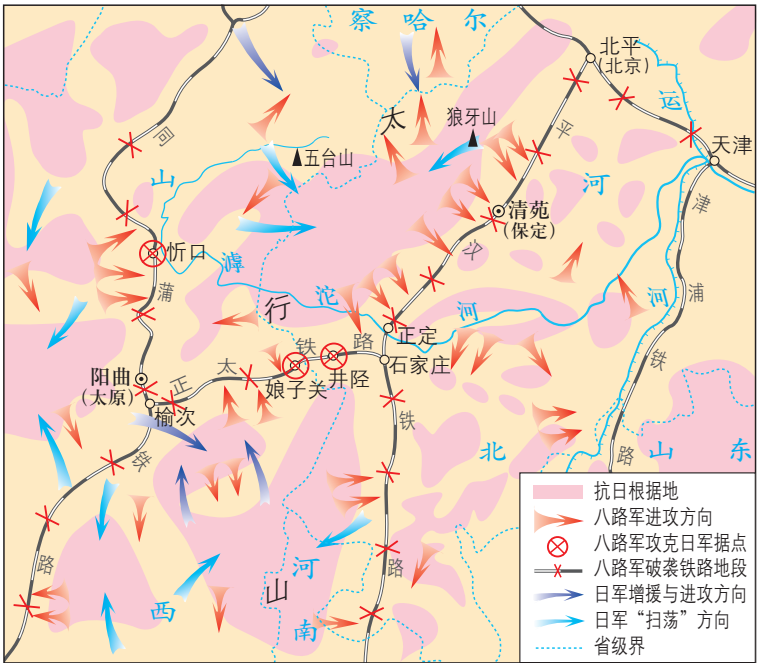 察哈尔
北平
(北京)
运
天津
太
狼牙山
平
同
五台山
山
河
清苑
(保定)
津
忻口
滹
汉
蒲
沱
河
河
浦
行
正定
铁
路
石家庄
铁
阳曲
(太原)
正
太
娘子关
井陉
榆次
铁
铁
北
路
山
东
路
河
路
西
山
南
抗日根据地
八路军进攻方向
八路军攻克日军据点
八路军破袭铁路地段
日军增援与进攻方向
日军“扫荡”方向
省级界